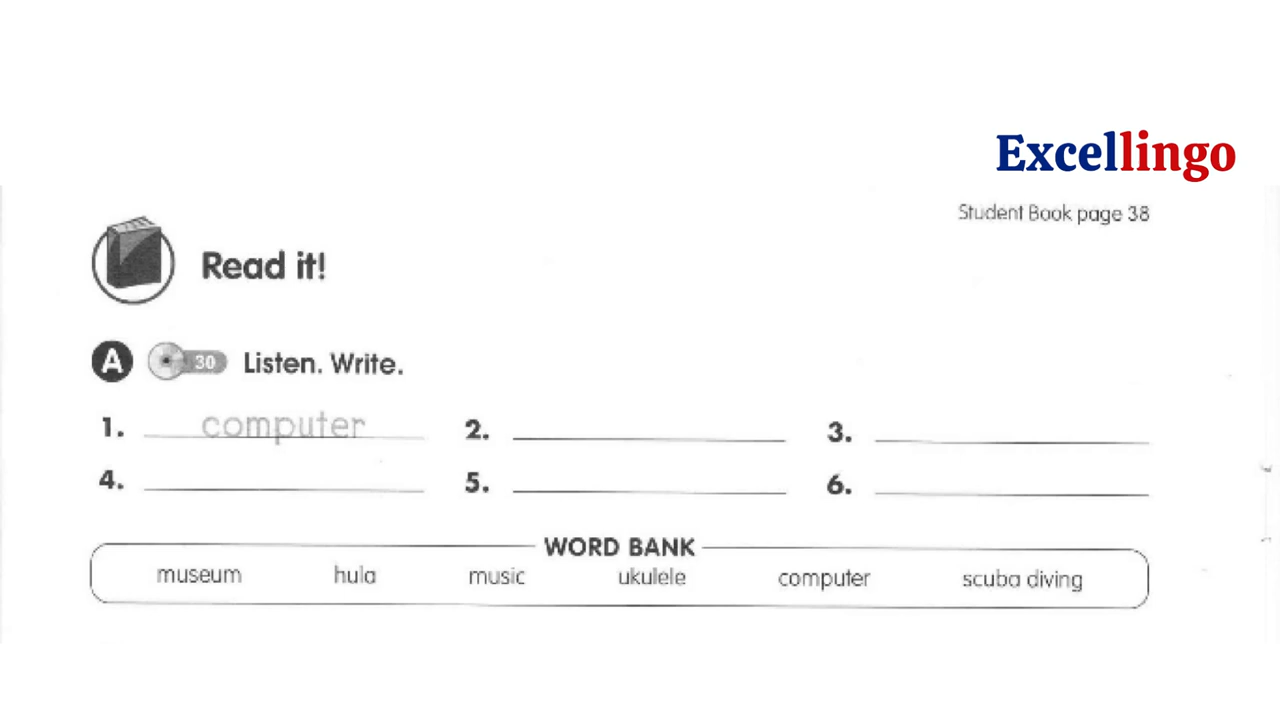 Excellingo
Student Book page 38
Read it!
A 30 Listen. Write.
1. computer 2. 3.
4. 5. 6.
WORD BANK
museum hula music ukulele computer scuba diving